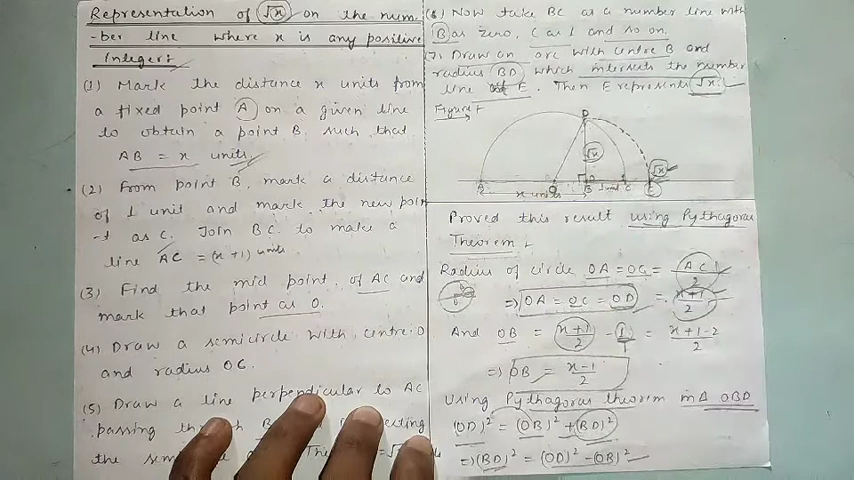 Representation of √x on the num-
-ber line where x is any positive
Integer:
(1) Mark the distance x units from
a fixed point A on a given line
to obtain a point B such that
AB = x units.
(2) From point B, mark a distance
of 1 unit and mark the new poin
-t as C. Join BC to make a
line AC = (x+1) units
(3) Find the mid point of AC and
mark that point as O.
(4) Draw a semicircle with centre O
and radius OC.
(5) Draw a line perpendicular to AC
passing through B
the sem
(6) Now take BC as a number line with
B as zero, C as 1 and so on.
(7) Draw an arc with centre B and
radius BD which intersects the number
line at E. Then E represents √x.
Figure:
D
√x
√x
A O B C E
x units 1 unit
Proved this result using Pythagoras
Theorem :
Radius of circle OA = OC = AC/2
⇒ OA = OC = OD = x+1/2
And OB = x+1/2 - 1 = x+1-2/2
⇒ OB = x-1/2
Using Pythagoras theorem in Δ OBD
(OD)² = (OB)² + (BD)²
⇒ (BD)² = (OD)² - (OB)²